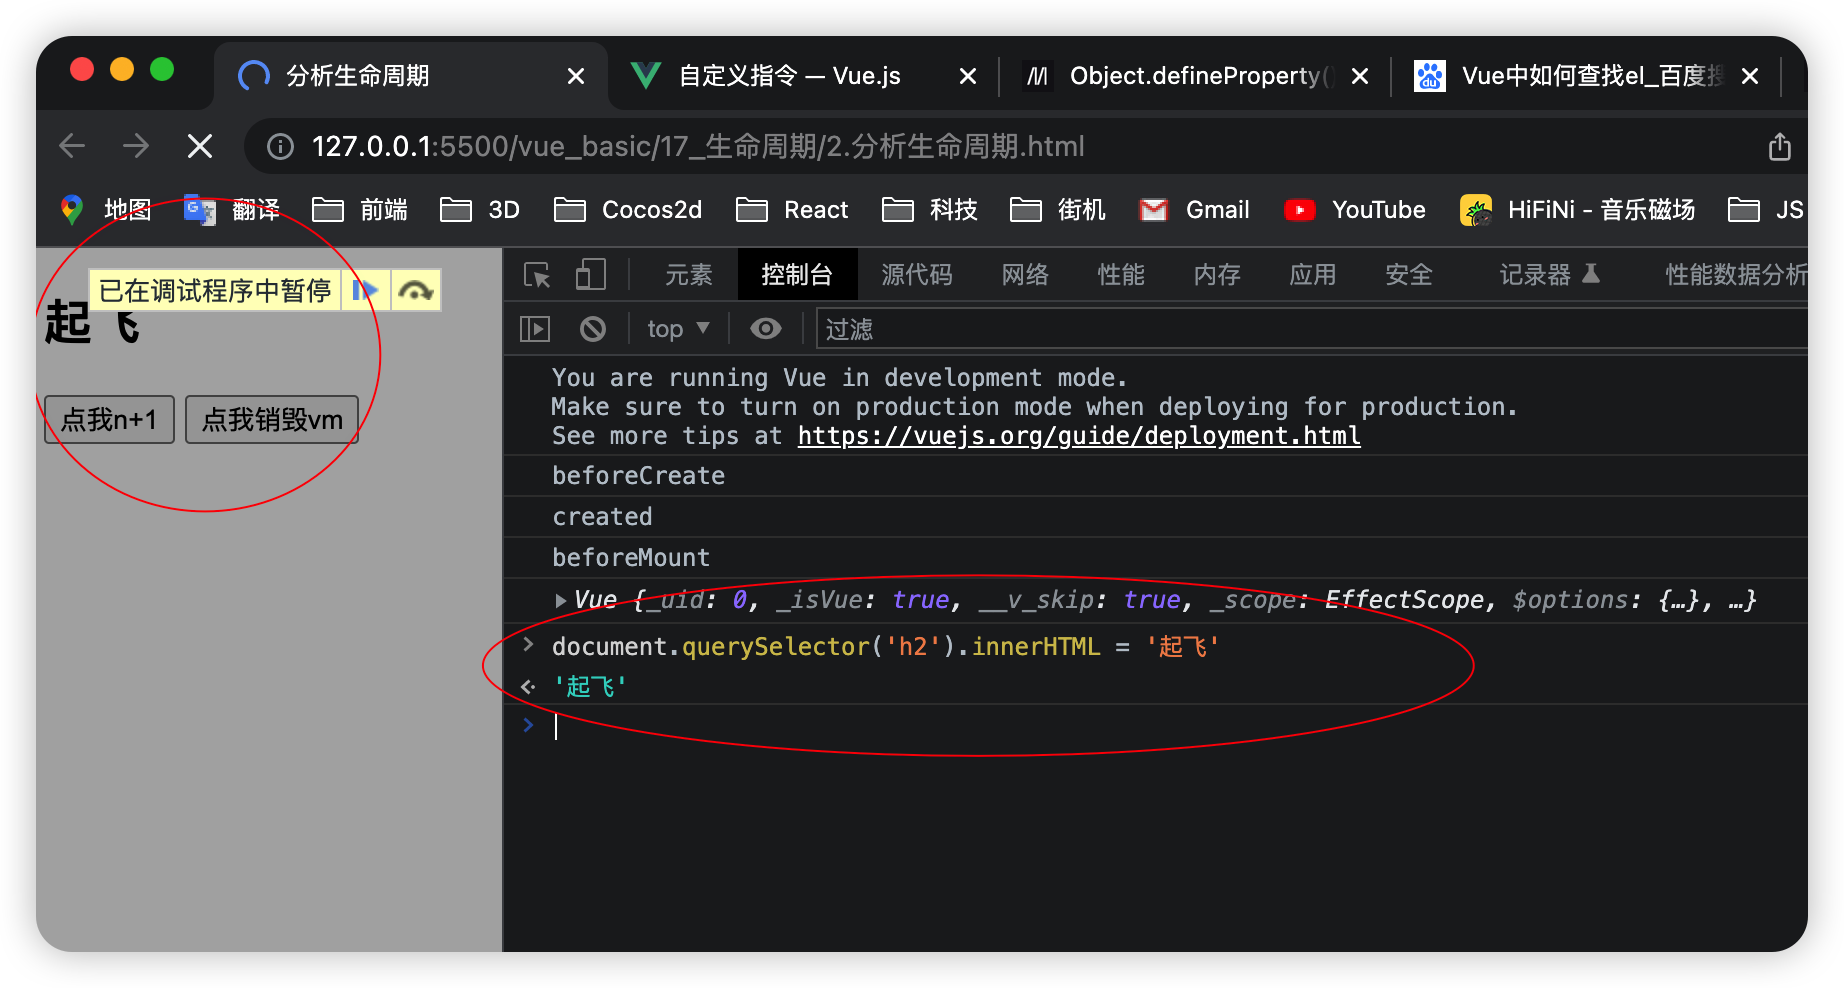 分析生命周期
自定义指令 — Vue.js
Object.defineProperty()
Vue中如何查找el_百度搜
127.0.0.1:5500/vue_basic/17_生命周期/2.分析生命周期.html
地图 翻译 前端 3D Cocos2d React 科技 街机 Gmail YouTube HiFiNi - 音乐磁场 JS
已在调试程序中暂停
起飞
点我n+1 点我销毁vm
元素 控制台 源代码 网络 性能 内存 应用 安全 记录器 性能数据分析
top 过滤
You are running Vue in development mode.
Make sure to turn on production mode when deploying for production.
See more tips at https://vuejs.org/guide/deployment.html
beforeCreate
created
beforeMount
Vue {_uid: 0, _isVue: true, __v_skip: true, _scope: EffectScope, $options: {…}, …}
document.querySelector('h2').innerHTML = '起飞'
'起飞'